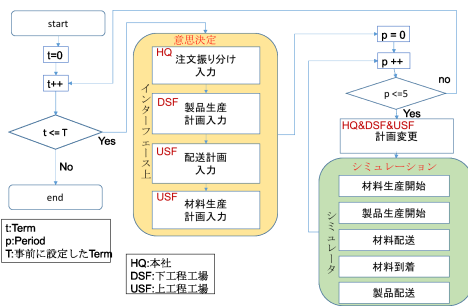 start
t=0
t++
t <= T
Yes
No
end
t:Term
p:Period
T:事前に設定したTerm
意思決定
インターフェース上
HQ
注文振り分け
入力
DSF
製品生産
計画入力
USF
配送計画
入力
USF
材料生産
計画入力
HQ:本社
DSF:下工程工場
USF:上工程工場
p = 0
p ++
p <=5
no
Yes
HQ&DSF&USF
計画変更
シミュレーション
シミュレータ
材料生産開始
製品生産開始
材料配送
材料到着
製品配送